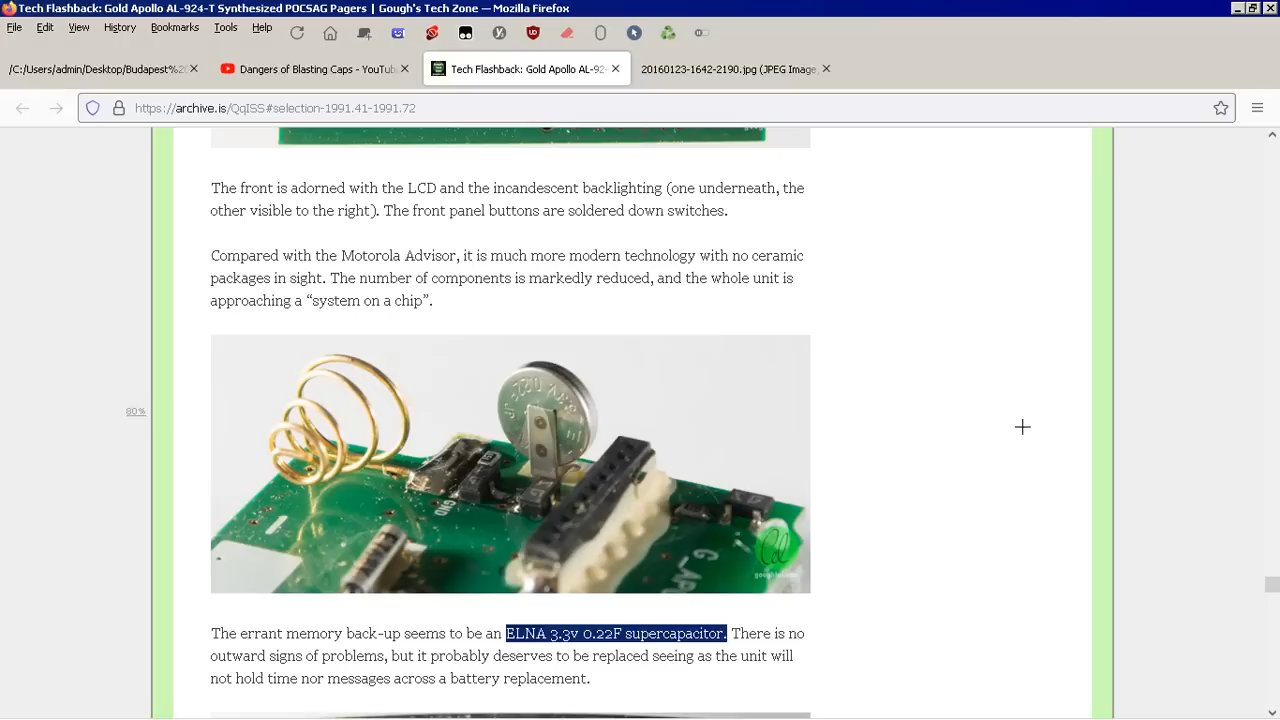 Tech Flashback: Gold Apollo AL-924-T Synthesized POCSAG Pagers | Gough's Tech Zone — Mozilla Firefox
File Edit View History Bookmarks Tools Help
/C:/Users/admin/Desktop/Budapest%20
Dangers of Blasting Caps - YouTub
Tech Flashback: Gold Apollo AL-92
20160123-1642-2190.jpg (JPEG Image,
https://archive.is/QqISS#selection-1991.41-1991.72
The front is adorned with the LCD and the incandescent backlighting (one underneath, the
other visible to the right). The front panel buttons are soldered down switches.
Compared with the Motorola Advisor, it is much more modern technology with no ceramic
packages in sight. The number of components is markedly reduced, and the whole unit is
approaching a “system on a chip”.
80%
GND
G_APO
The errant memory back-up seems to be an ELNA 3.3v 0.22F supercapacitor. There is no
outward signs of problems, but it probably deserves to be replaced seeing as the unit will
not hold time nor messages across a battery replacement.